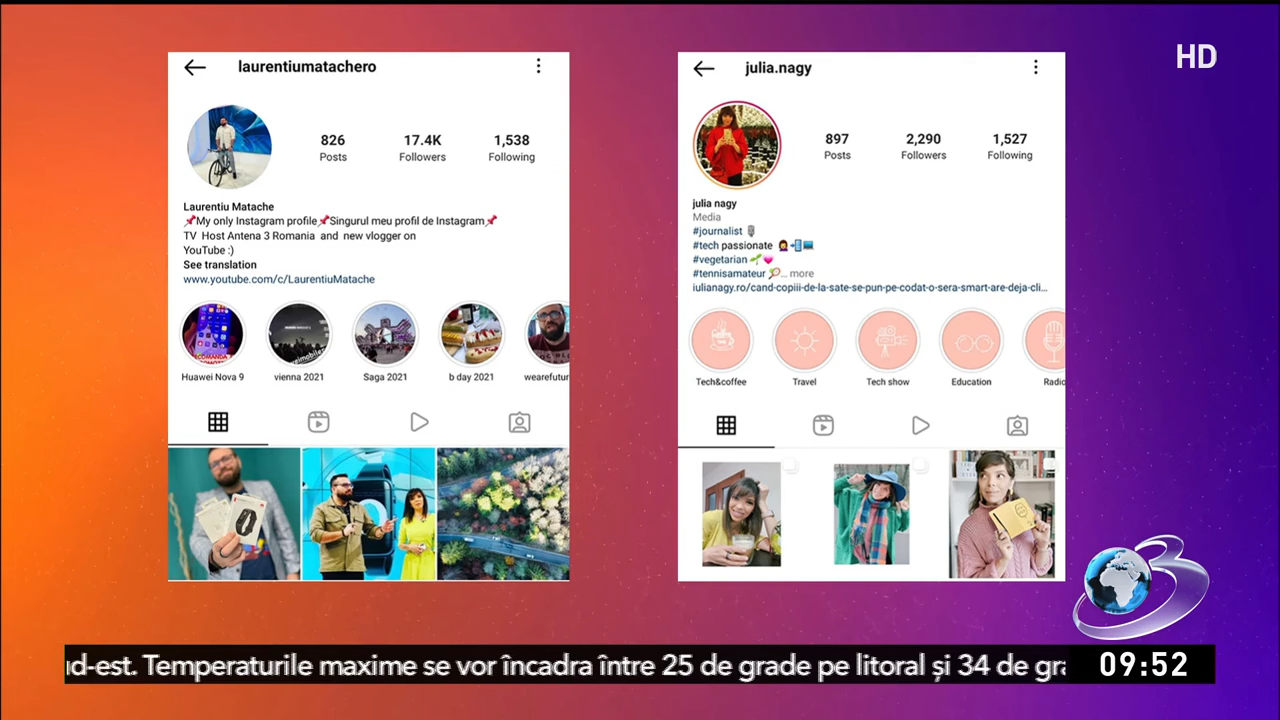 HD
laurentiumatachero
826
17.4K
1,538
Posts
Followers
Following
Laurentiu Matache
📌My only Instagram profile📌Singurul meu profil de Instagram📌
TV Host Antena 3 Romania and new vlogger on
YouTube :)
See translation
www.youtube.com/c/LaurentiuMatache
Huawei Nova 9
vienna 2021
Saga 2021
b day 2021
wearefutur
julia.nagy
897
2,290
1,527
Posts
Followers
Following
julia nagy
Media
#journalist 🎙
#tech passionate 🙋‍♀️📲💻
#vegetarian 🌱💗
#tennisamateur 🎾... more
iulianagy.ro/cand-copiii-de-la-sate-se-pun-pe-codat-o-sera-smart-are-deja-cli...
Tech&coffee
Travel
Tech show
Education
Radio
3
ud-est. Temperaturile maxime se vor încadra între 25 de grade pe litoral și 34 de gra
09:52